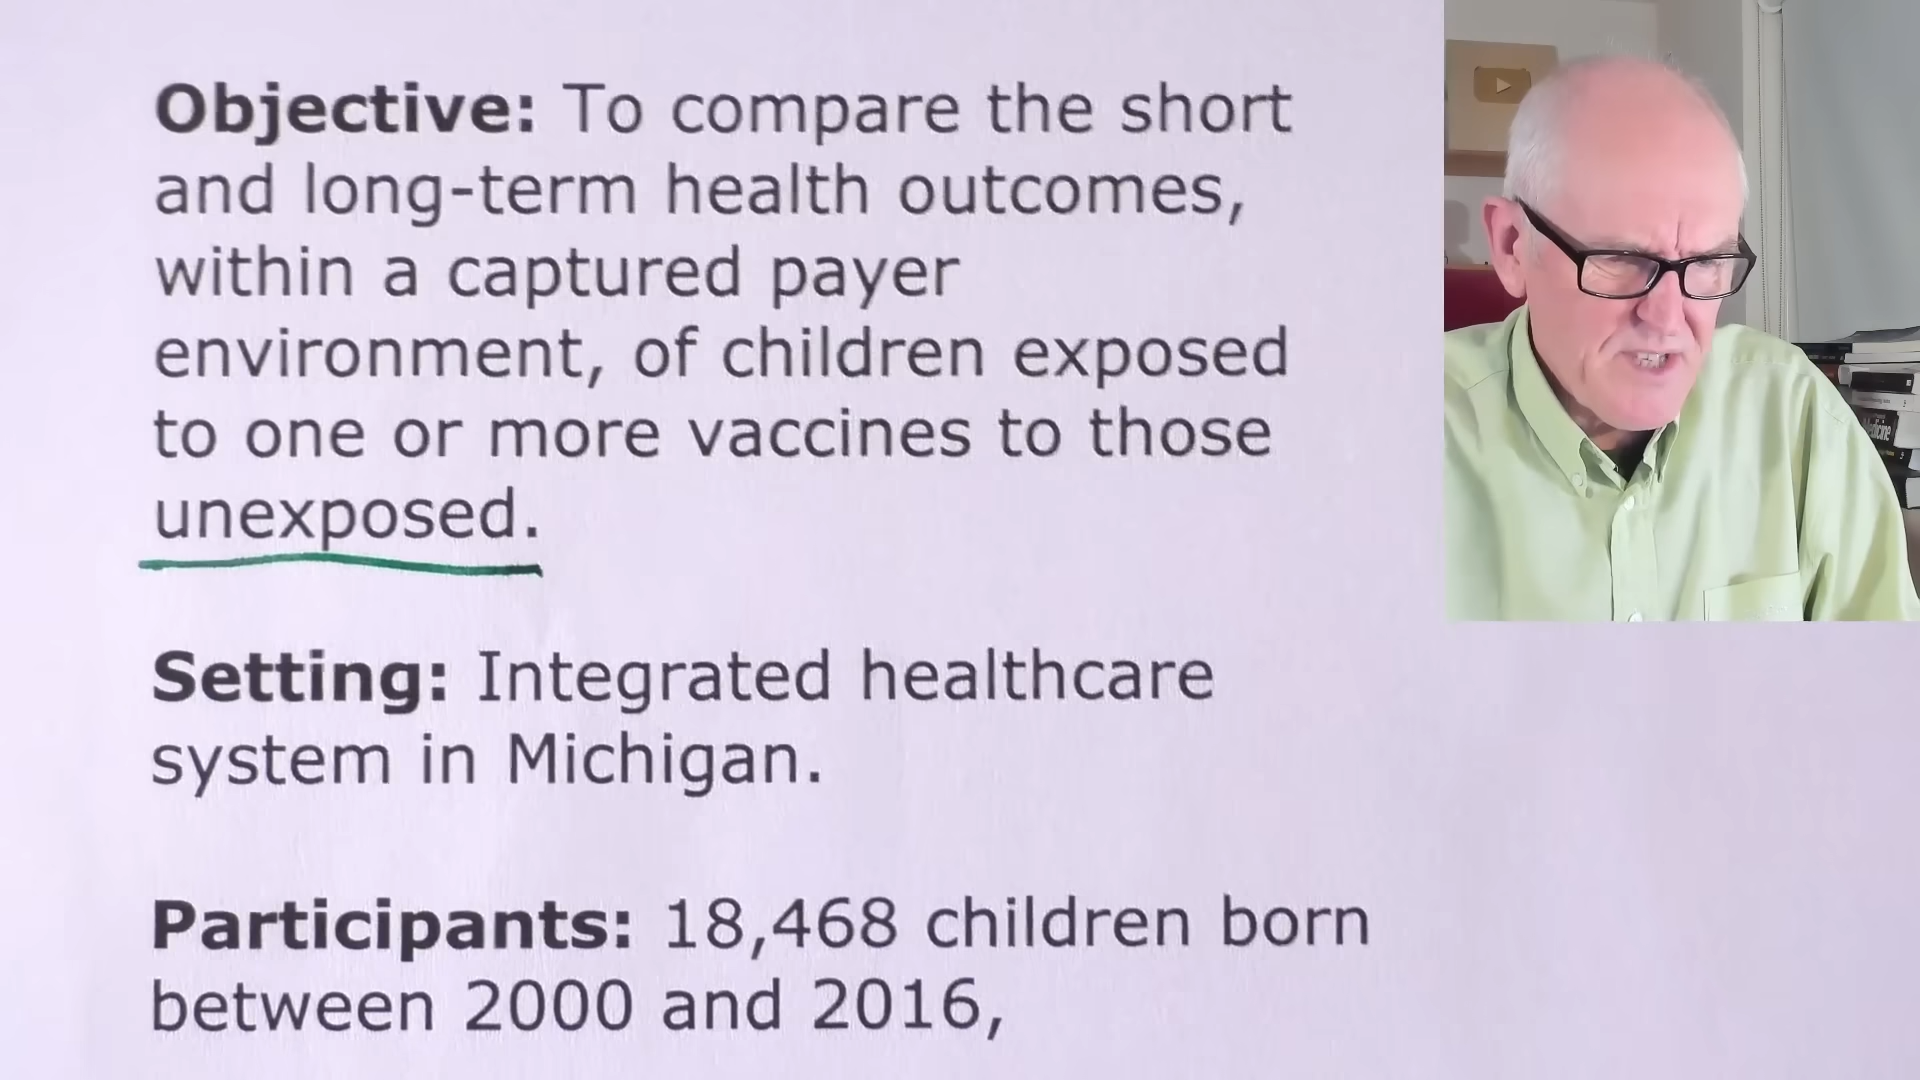 Objective: To compare the short
and long-term health outcomes,
within a captured payer
environment, of children exposed
to one or more vaccines to those
unexposed.
Setting: Integrated healthcare
system in Michigan.
Participants: 18,468 children born
between 2000 and 2016,
Medicine